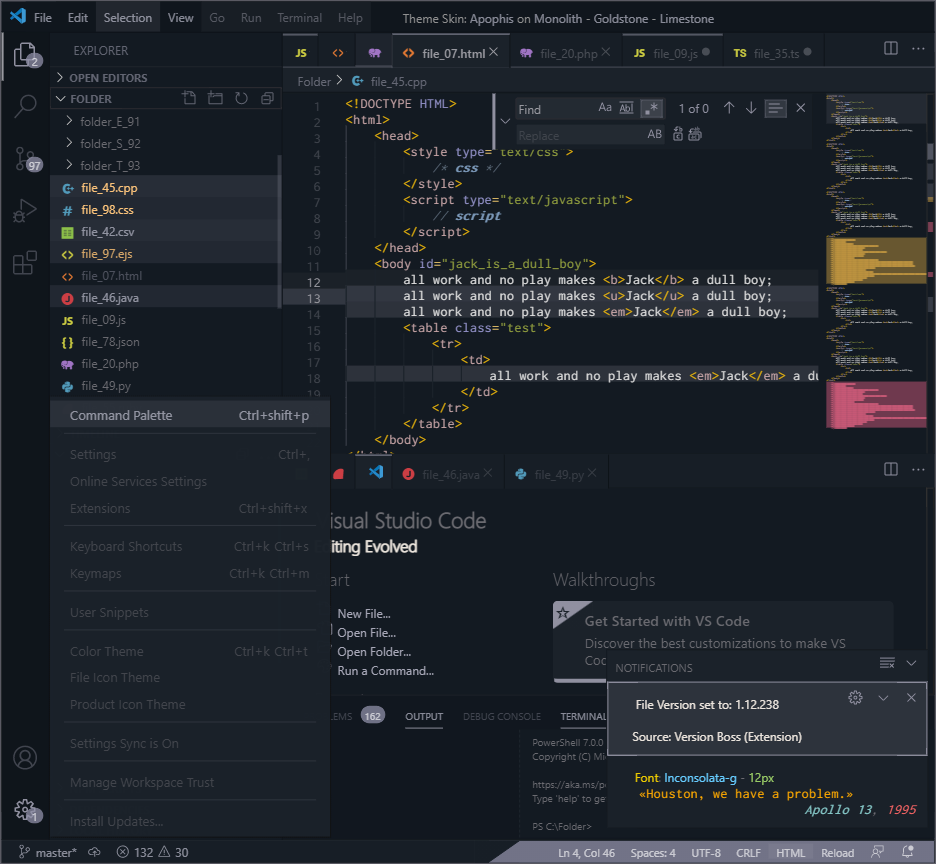 File Edit Selection View Go Run Terminal Help Theme Skin: Apophis on Monolith - Goldstone - Limestone
2
97
1
EXPLORER
OPEN EDITORS
FOLDER
folder_E_91
folder_S_92
folder_T_93
file_45.cpp
file_98.css
file_42.csv
file_97.ejs
file_07.html
file_46.java
file_09.js
file_78.json
file_20.php
file_49.py
JS file_07.html file_20.php JS file_09.js TS file_35.ts
Folder > file_45.cpp
Find Aa Ab 1 of 0
Replace AB
1 <!DOCTYPE HTML>
2 <html>
3 <head>
4 <style type="text/css">
5 /* css */
6 </style>
7 <script type="text/javascript">
8 // script
9 </script>
10 </head>
11 <body id="jack_is_a_dull_boy">
12 all work and no play makes <b>Jack</b> a dull boy;
13 all work and no play makes <u>Jack</u> a dull boy;
14 all work and no play makes <em>Jack</em> a dull boy;
15 <table class="test">
16 <tr>
17 <td>
18 all work and no play makes <em>Jack</em> a du
19 </td>
</tr>
</table>
</body>
Command Palette Ctrl+shift+p
Settings Ctrl+,
Online Services Settings
Extensions Ctrl+shift+x
Keyboard Shortcuts Ctrl+k Ctrl+s
Keymaps Ctrl+k Ctrl+m
User Snippets
Color Theme Ctrl+k Ctrl+t
File Icon Theme
Product Icon Theme
Settings Sync is On
Manage Workspace Trust
Install Updates...
file_46.java file_49.py
isual Studio Code
iting Evolved
art
New File...
Open File...
Open Folder...
Run a Command...
Walkthroughs
Get Started with VS Code
Discover the best customizations to make VS
Coc
LEMS 162 OUTPUT DEBUG CONSOLE TERMINAL
PowerShell 7.0.0
Copyright (C) Mic
https://aka.ms/p
Type 'help' to ge
PS C:\Folder>
NOTIFICATIONS
File Version set to: 1.12.238
Source: Version Boss (Extension)
Font: Inconsolata-g - 12px
«Houston, we have a problem.»
Apollo 13, 1995
master* 132 30 Ln 4, Col 46 Spaces: 4 UTF-8 CRLF HTML Reload